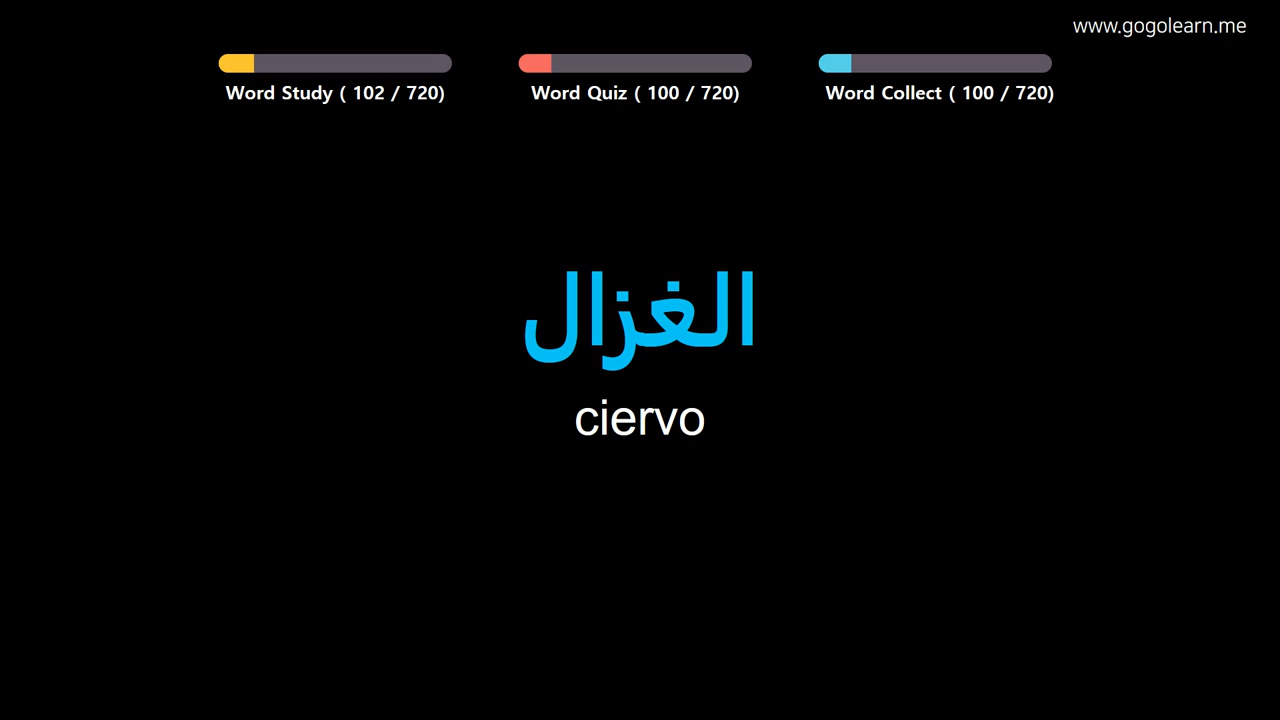 www.gogolearn.me
Word Study ( 102 / 720)
Word Quiz ( 100 / 720)
Word Collect ( 100 / 720)
الغزال
ciervo